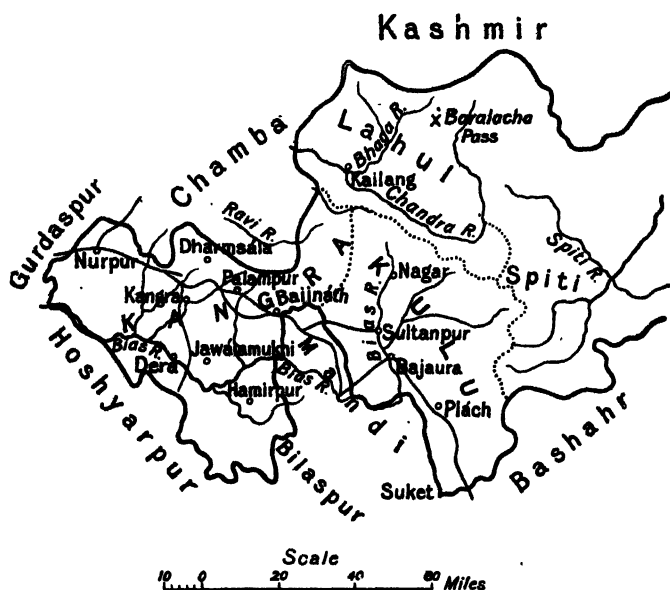 Kashmir
Lahul
Baralacha
Pass
Bhaga R.
Kailang
Chandra R.
Chamba
Gurdaspur
Ravi R.
Nurpur
Dharmsala
Palampur
Kangra
KANGRA
Baijnath
KULU
Nagar
Spiti R.
Spiti
Bias R.
Sultanpur
Bias R.
Dera
Jawalamukhi
Bias R.
Mandi
Bajaura
Hamirpur
Plach
Hoshyarpur
Bilaspur
Suket
Bashahr
Scale
10 0 20 40 60 Miles